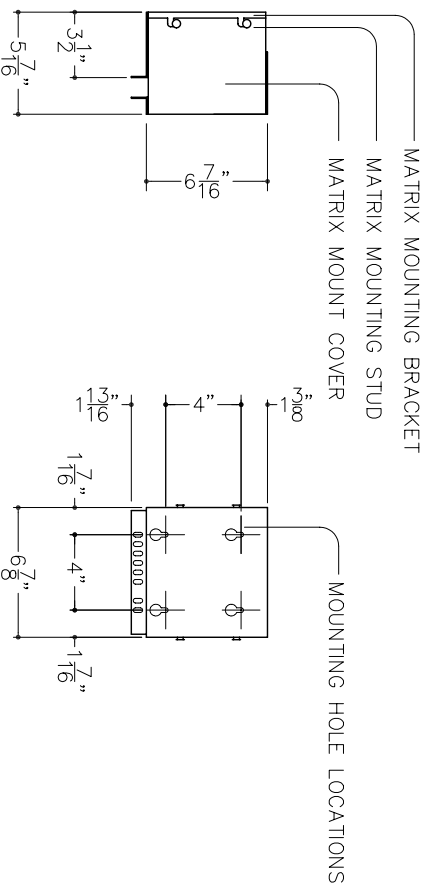 MATRIX MOUNTING BRACKET
MATRIX MOUNTING STUD
MATRIX MOUNT COVER
6 7/16"
3 1/2"
5 7/16"
MOUNTING HOLE LOCATIONS
1 3/8"
4"
1 13/16"
1 7/16"
4"
1 7/16"
6 7/8"